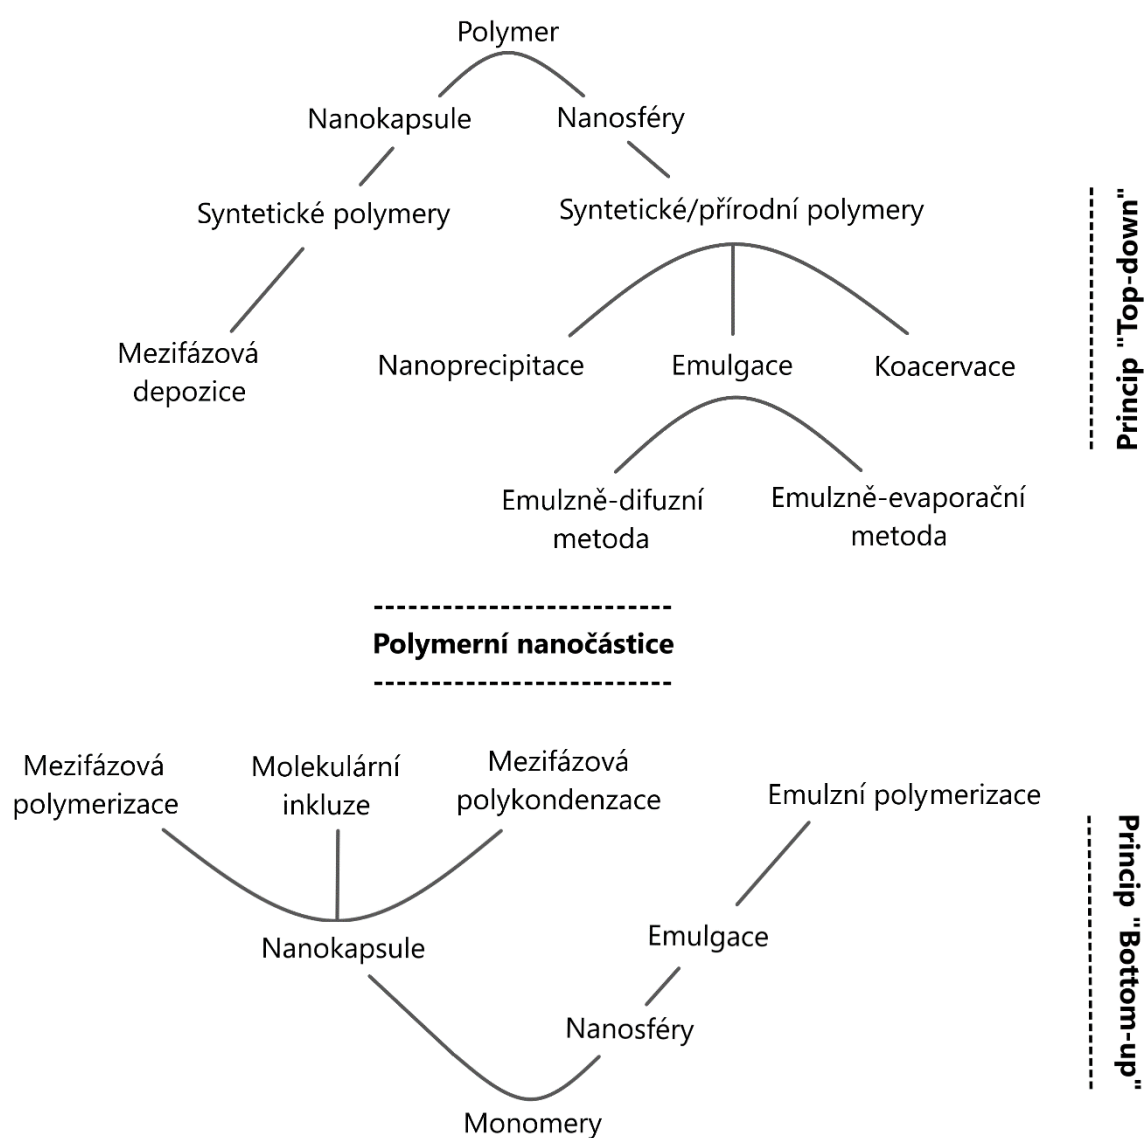 Polymer
Nanokapsule
Nanosféry
Syntetické polymery
Syntetické/přírodní polymery
Mezifázová
depozice
Nanoprecipitace
Emulgace
Koacervace
Emulzně-difuzní
metoda
Emulzně-evaporační
metoda
Princip "Top-down"
Polymerní nanočástice
Mezifázová
polymerizace
Molekulární
inkluze
Mezifázová
polykondenzace
Emulzní polymerizace
Nanokapsule
Emulgace
Nanosféry
Monomery
Princip "Bottom-up"